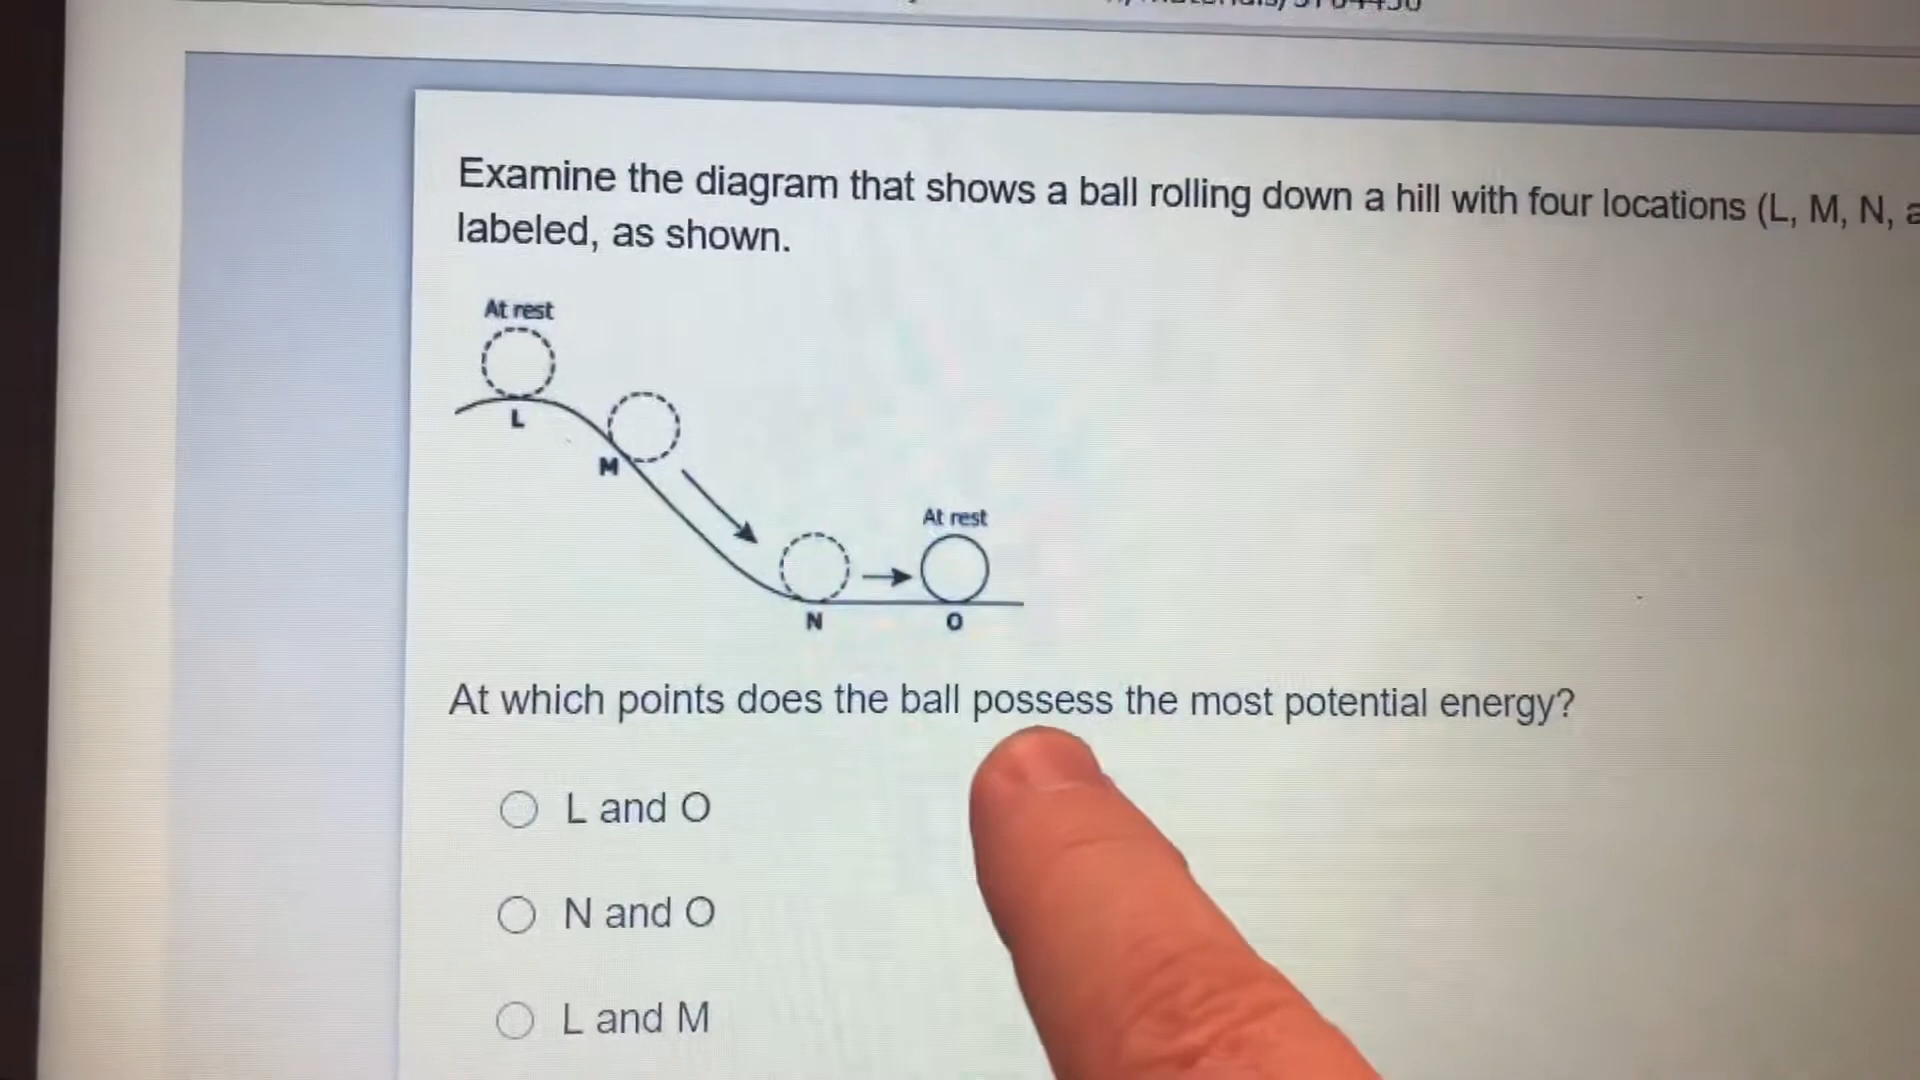 Examine the diagram that shows a ball rolling down a hill with four locations (L, M, N,
labeled, as shown.
At rest
L
M
At rest
N
O
At which points does the ball possess the most potential energy?
L and O
N and O
L and M